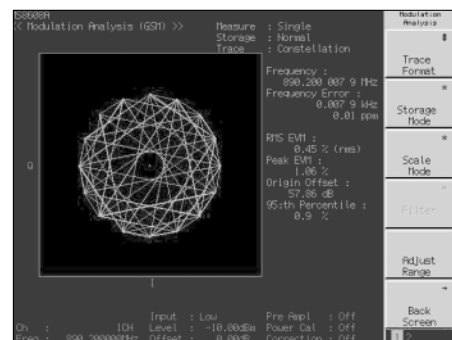 MS8608A
<< Modulation Analysis (GSM) >>
Measure : Single
Storage : Normal
Trace : Constellation
Frequency :
890.200 007 9 MHz
Frequency Error :
0.007 9 kHz
0.01 ppm
RMS EVM :
0.45 % (rms)
Peak EVM :
1.06 %
Origin Offset :
57.86 dB
95:th Percentile :
0.9 %
Q
I
Input : Low
Pre Ampl : Off
Ch : 1CH
Level : -10.00dBm
Power Cal : Off
Freq : 890.200000MHz
Offset : 0.00dB
Correction : Off
Modulation
Analysis
Trace
Format
*
Storage
Mode
*
Scale
Mode
*
Filter
Adjust
Range
→
Back
Screen
1 2